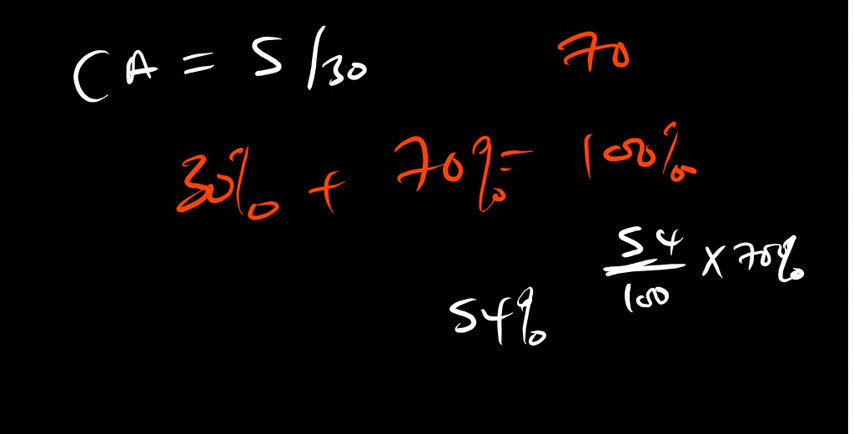 CA = 5/30 70
30% + 70% = 100%
54/100 x 70%
54%